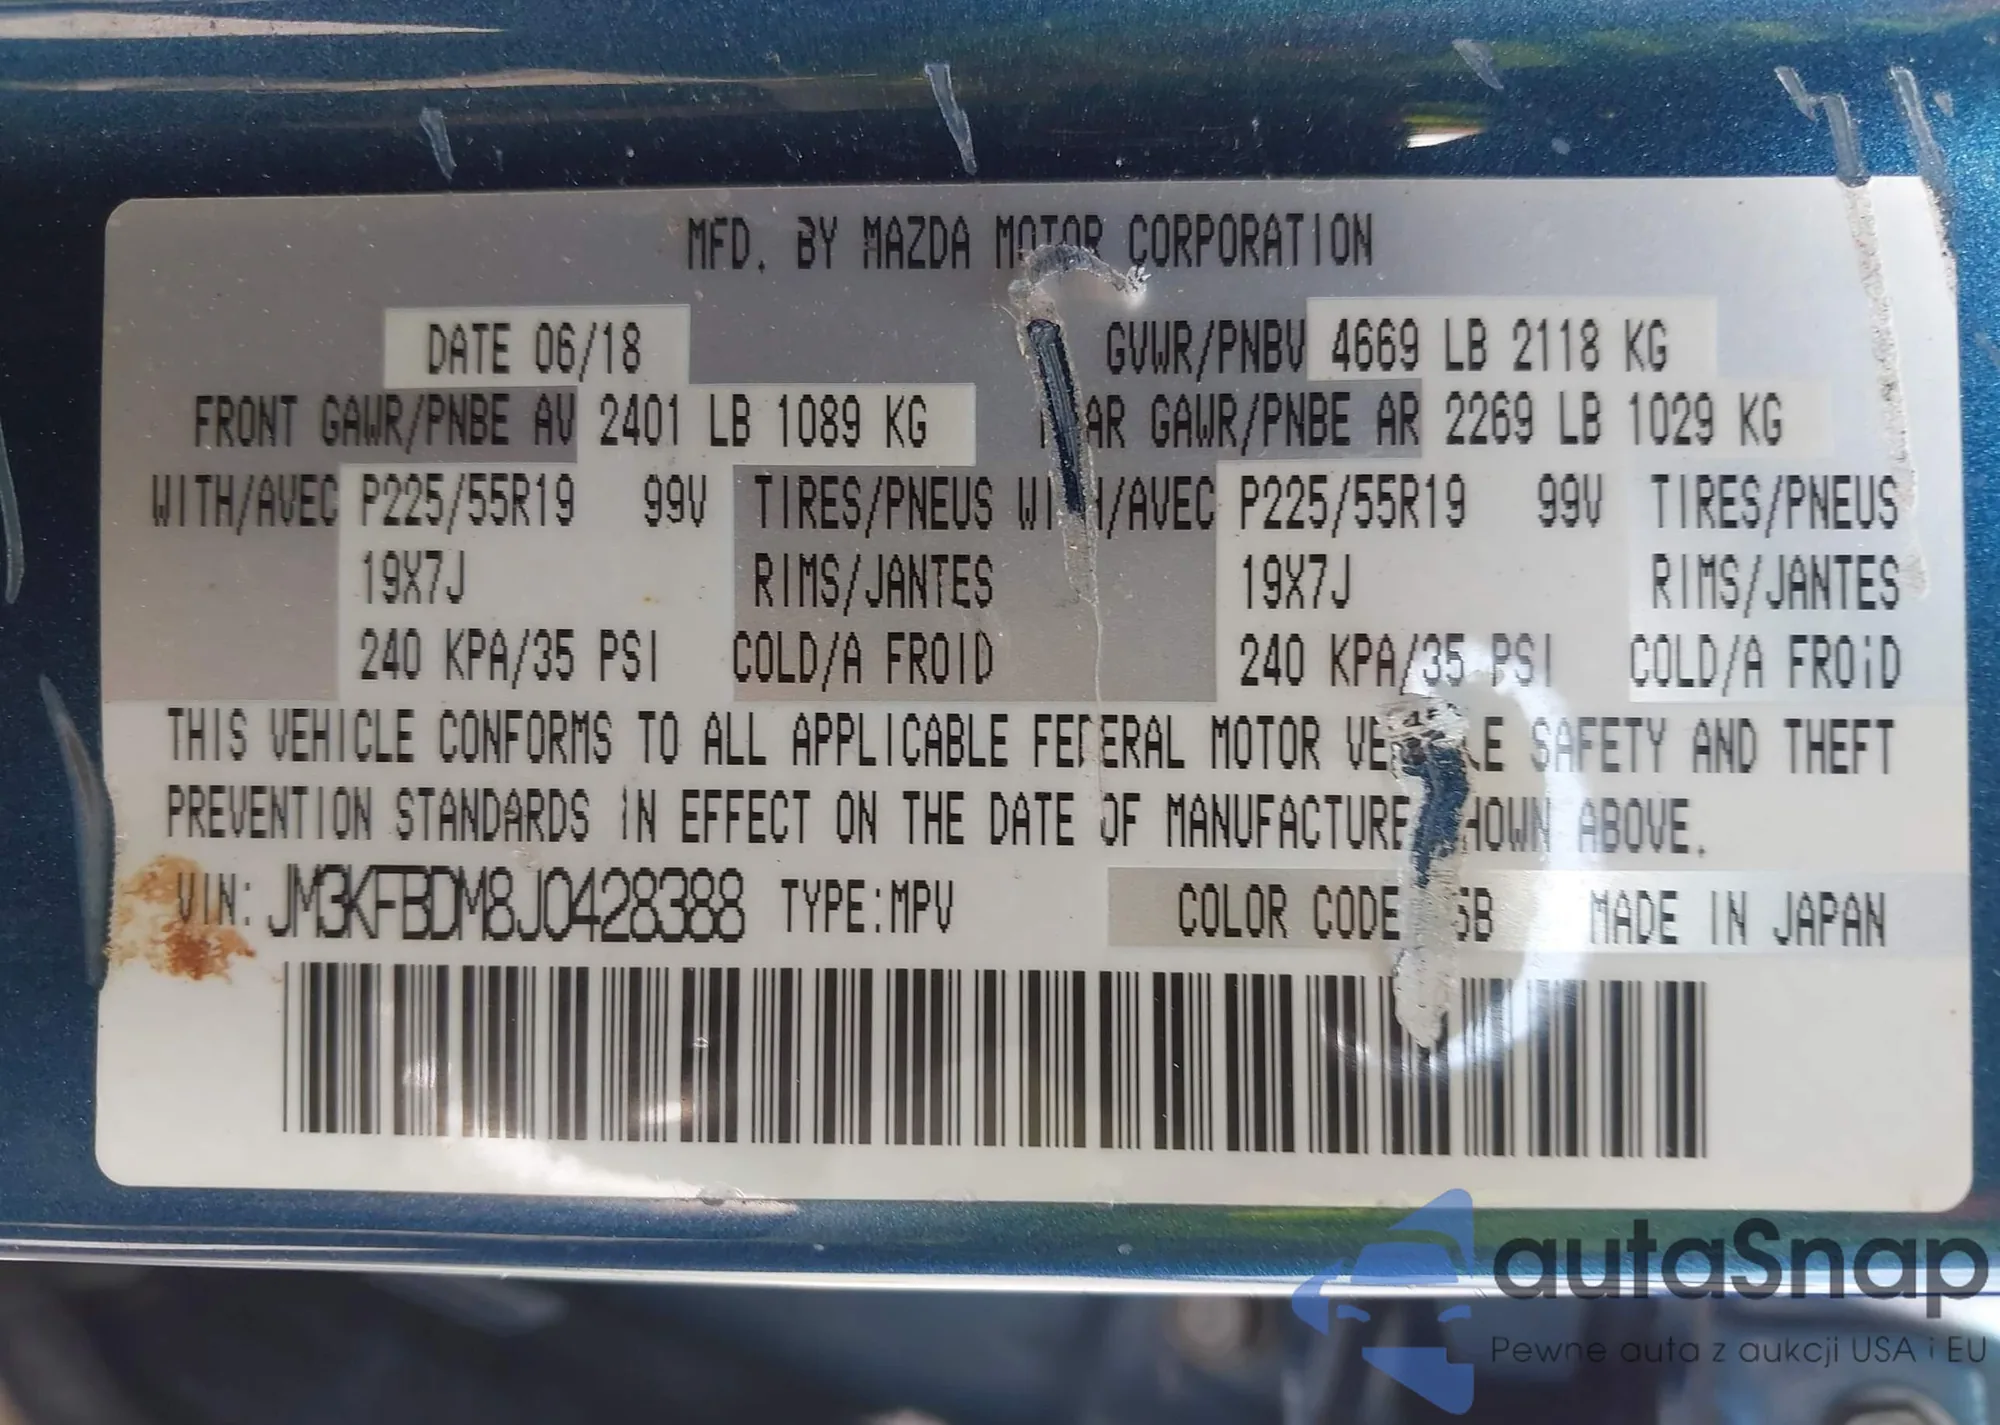 MFD. BY MAZDA MOTOR CORPORATION
DATE 06/18 GVWR/PNBV 4669 LB 2118 KG
FRONT GAWR/PNBE AV 2401 LB 1089 KG AR GAWR/PNBE AR 2269 LB 1029 KG
WITH/AVEC P225/55R19 99V TIRES/PNEUS WITH/AVEC P225/55R19 99V TIRES/PNEUS
19X7J RIMS/JANTES 19X7J RIMS/JANTES
240 KPA/35 PSI COLD/A FROID 240 KPA/35 PSI COLD/A FROID
THIS VEHICLE CONFORMS TO ALL APPLICABLE FEDERAL MOTOR VEHICLE SAFETY AND THEFT
PREVENTION STANDARDS IN EFFECT ON THE DATE OF MANUFACTURE SHOWN ABOVE.
VIN: JM3KFBDM8J0428388 TYPE:MPV COLOR CODE MADE IN JAPAN
autaSnap
Pewne auta z aukcji USA i EU